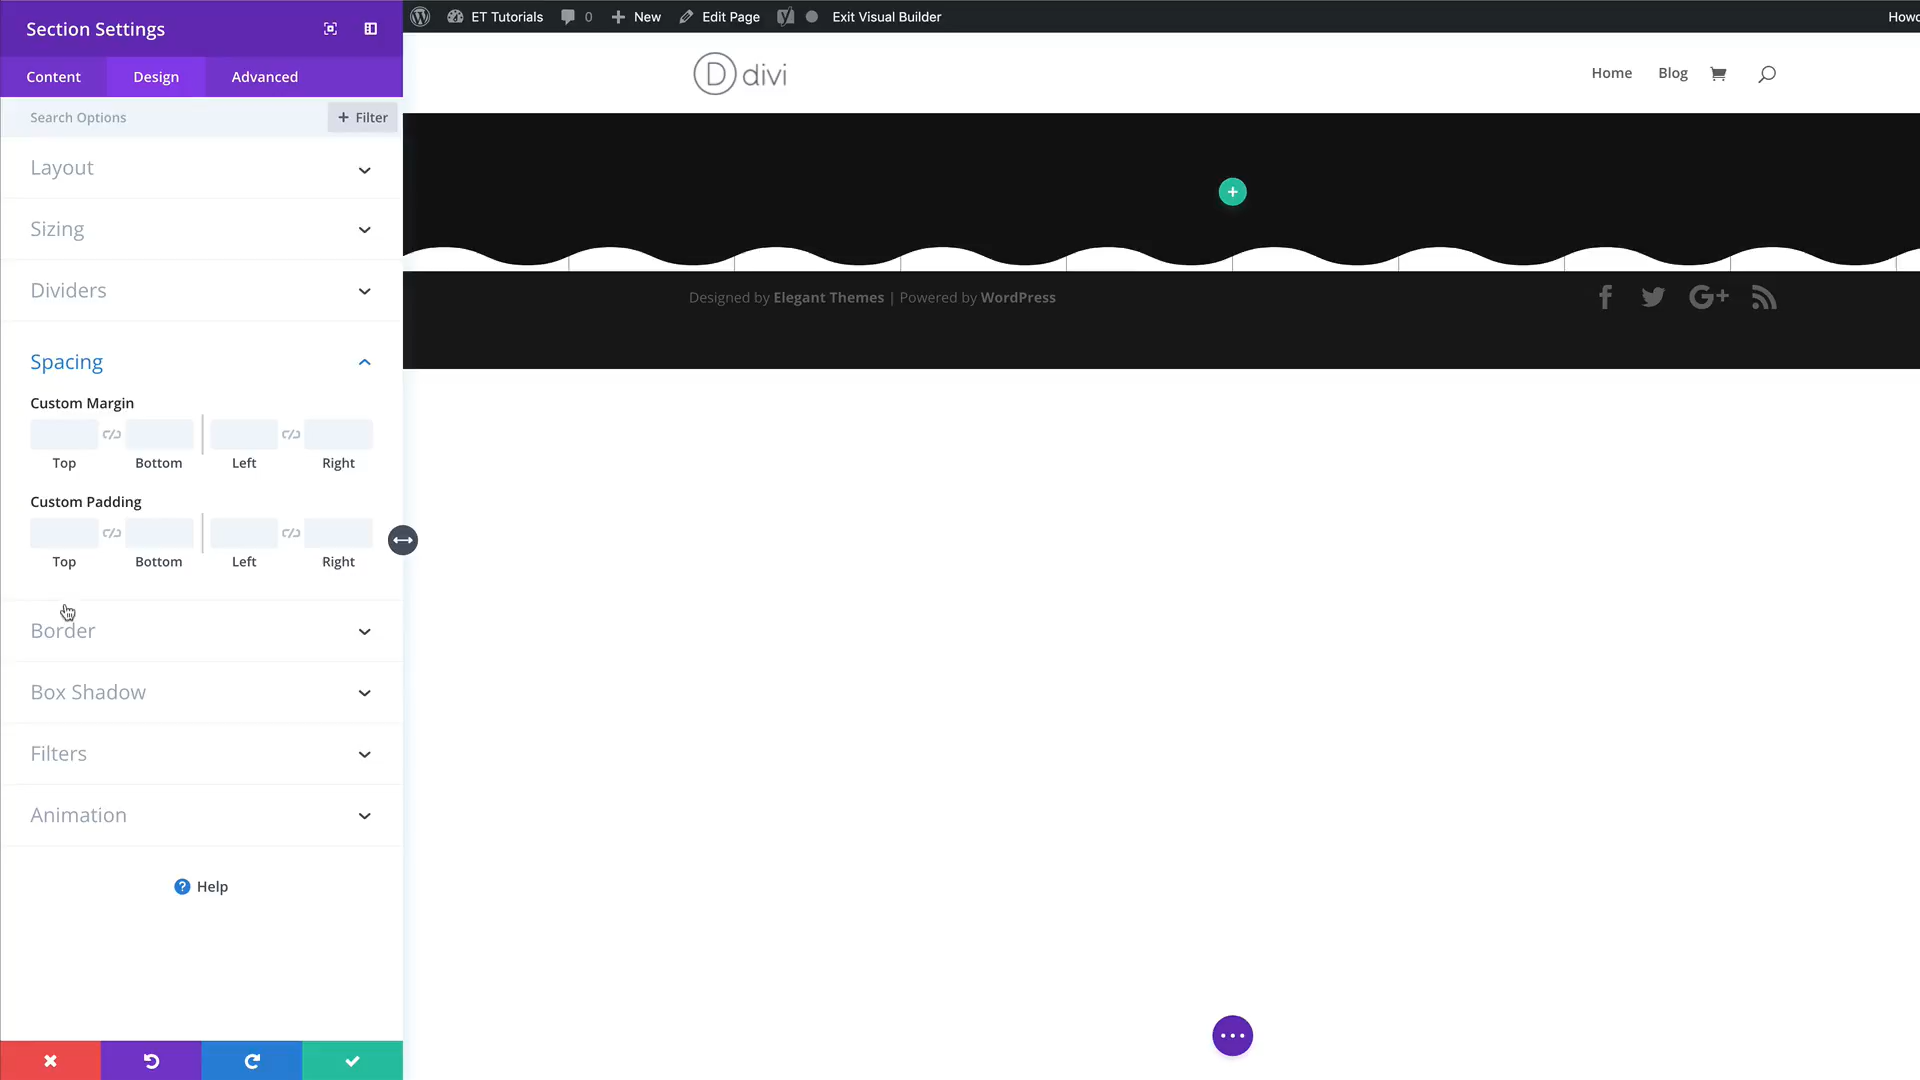 Section Settings
Content Design Advanced
Search Options + Filter
Layout
Sizing
Dividers
Spacing
Custom Margin
Top Bottom Left Right
Custom Padding
Top Bottom Left Right
Border
Box Shadow
Filters
Animation
? Help
ET Tutorials 0 + New Edit Page Exit Visual Builder Howd
D divi
Home Blog
Designed by Elegant Themes | Powered by WordPress